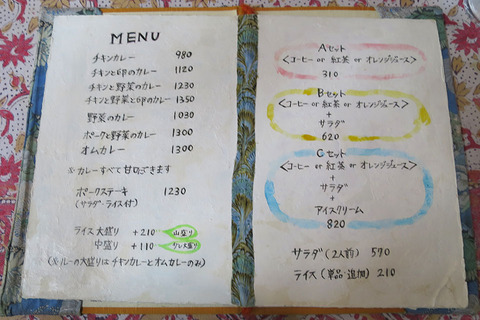 MENU
チキンカレー 980
チキンと卵のカレー 1120
チキンと野菜のカレー 1230
チキンと野菜と卵のカレー 1350
野菜のカレー 1030
ポークと野菜のカレー 1300
オムカレー 1300
※カレーすべて甘口できます
ポークステーキ 1230
(サラダ・ライス付)
ライス大盛り +210 山盛り
中盛り +110
(※ルーの大盛りはチキンカレーとオムカレーのみ)
Aセット
<コーヒー or 紅茶 or オレンジジュース>
310
Bセット
<コーヒー or 紅茶 or オレンジジュース>
+
サラダ
620
Cセット
<コーヒー or 紅茶 or オレンジジュース>
+
サラダ
+
アイスクリーム
820
サラダ(2人前) 570
ライス(単品・追加) 210